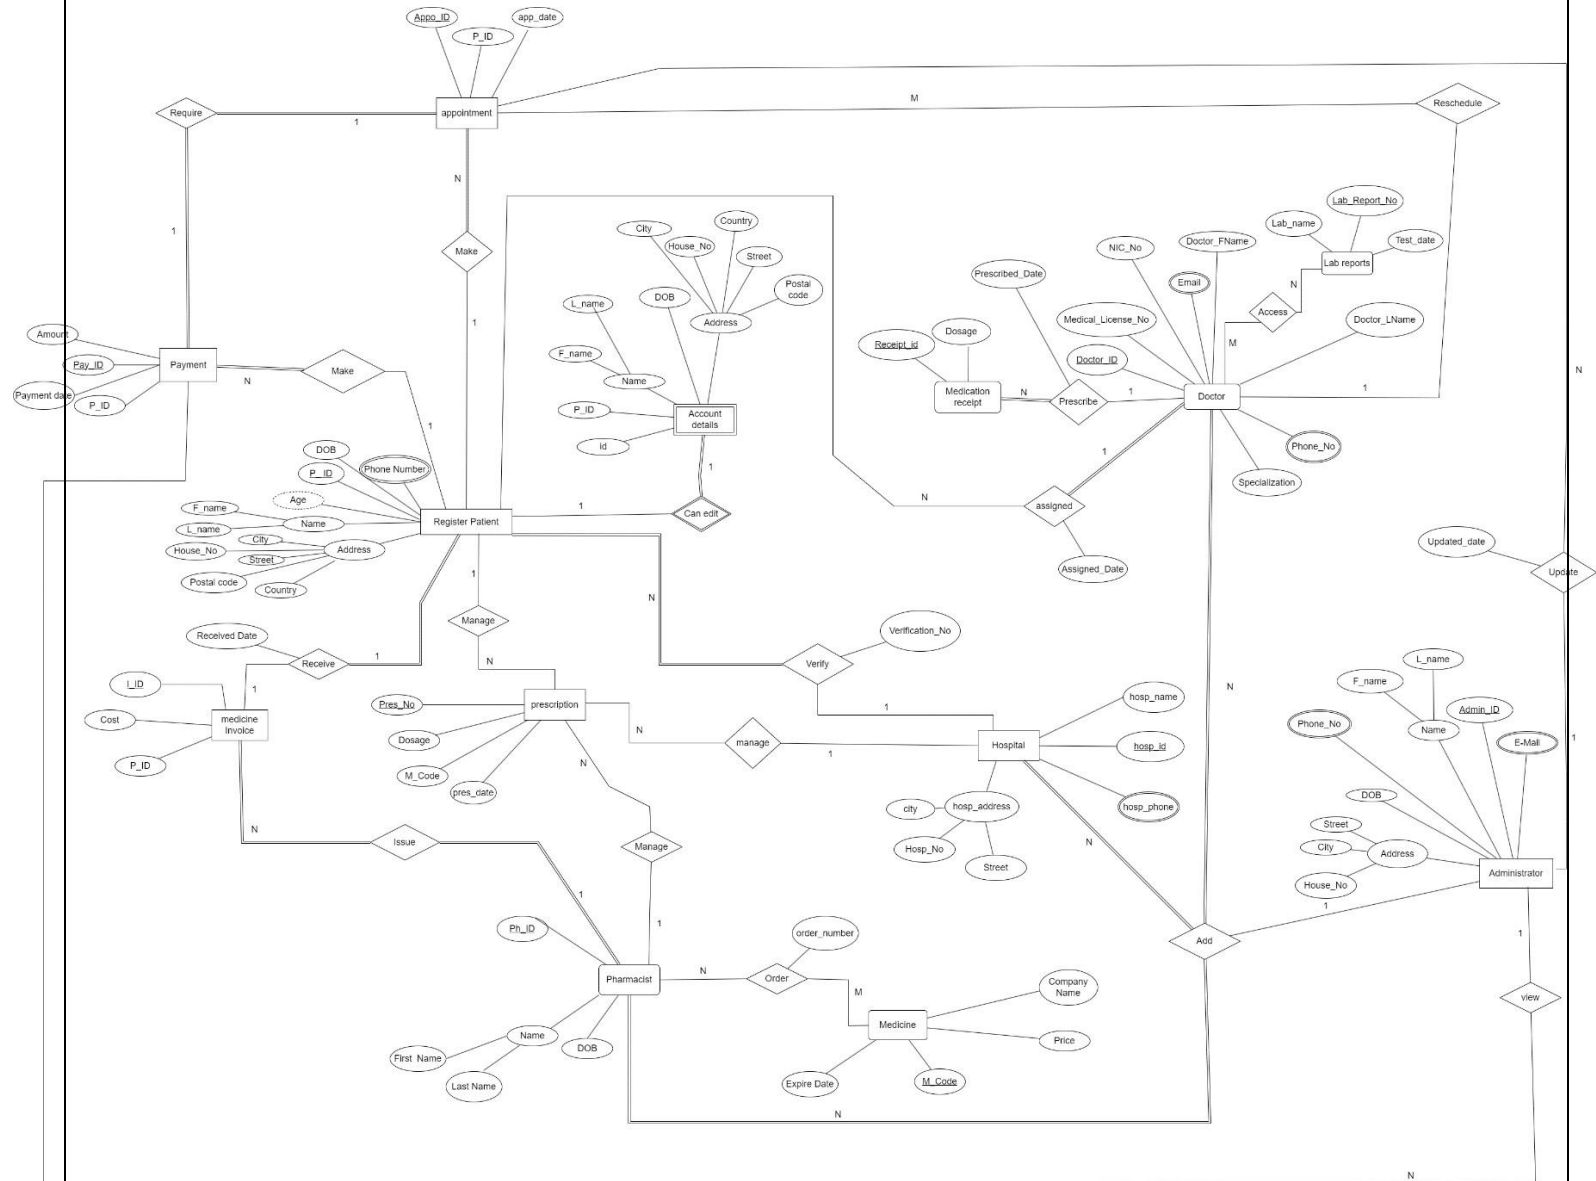 Appo_ID
P_ID
app_date
appointment
Require
1
M
Reschedule
N
1
Make
1
Payment
Amount
Pay_ID
Payment date
P_ID
N
Make
1
City
House_No
Country
Street
Postal
code
Address
DOB
L_name
F_name
Name
P_ID
id
Account
details
1
Can edit
1
Prescribed_Date
Dosage
Receipt_id
Medication
receipt
N
Prescribe
1
NIC_No
Doctor_FName
Email
Medical_License_No
Doctor_ID
Doctor
Doctor_LName
Phone_No
Specialization
1
Lab_Report_No
Lab_name
Test_date
Lab reports
N
Access
M
1
N
assigned
Assigned_Date
N
Updated_date
Update
1
DOB
P_ ID
Phone Number
Age
F_name
L_name
Name
City
House_No
Address
Street
Postal code
Country
Register Patient
1
Manage
N
N
Verify
Verification_No
1
Received Date
Receive
1
1
I_ID
Cost
P_ID
medicine
Invoice
Pres_No
Dosage
M_Code
pres_date
prescription
N
manage
1
Hospital
hosp_name
hosp_id
hosp_phone
hosp_address
city
Hosp_No
Street
N
N
L_name
F_name
Name
Admin_ID
Phone_No
E-Mail
DOB
Street
City
Address
House_No
Administrator
1
1
view
N
Issue
1
N
Manage
1
Ph_ID
Pharmacist
Name
First Name
Last Name
DOB
N
Order
order_number
M
Medicine
Company
Name
Price
Expire Date
M_Code
Add
N
N